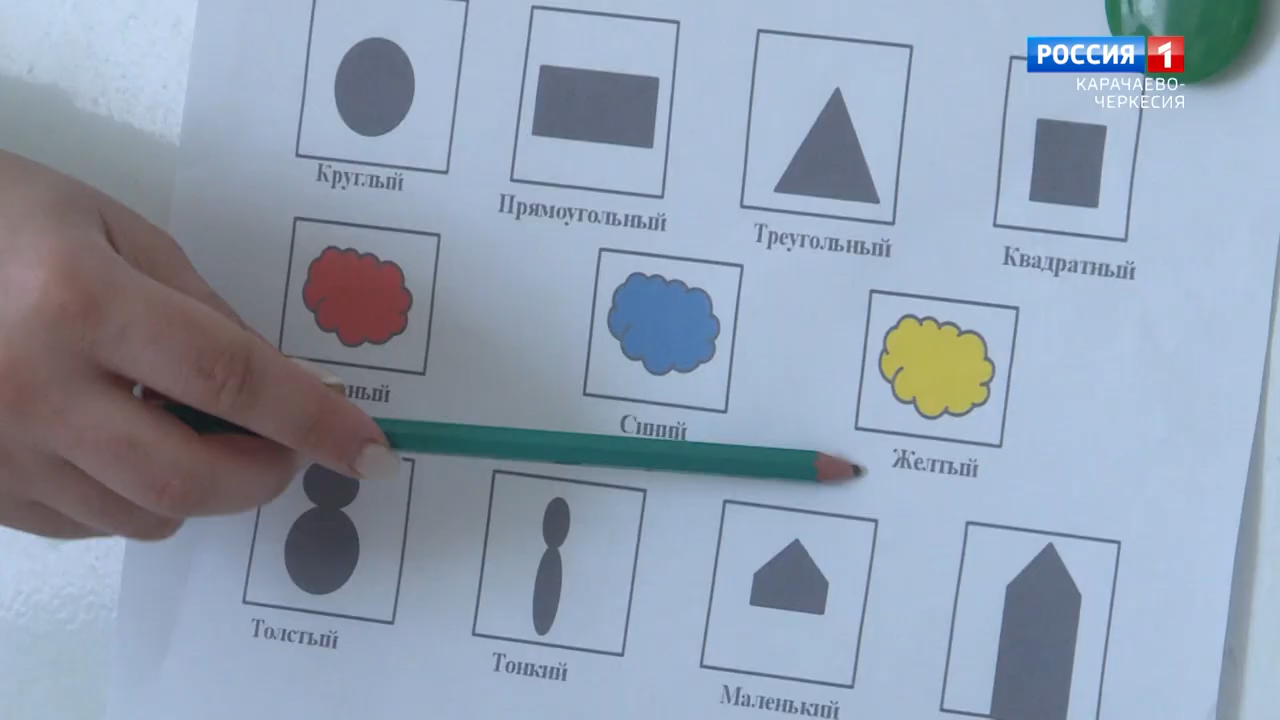 РОССИЯ 1
КАРАЧАЕВО-
ЧЕРКЕСИЯ
Круглый
Прямоугольный
Треугольный
Квадратный
Синий
Желтый
Толстый
Тонкий
Маленький